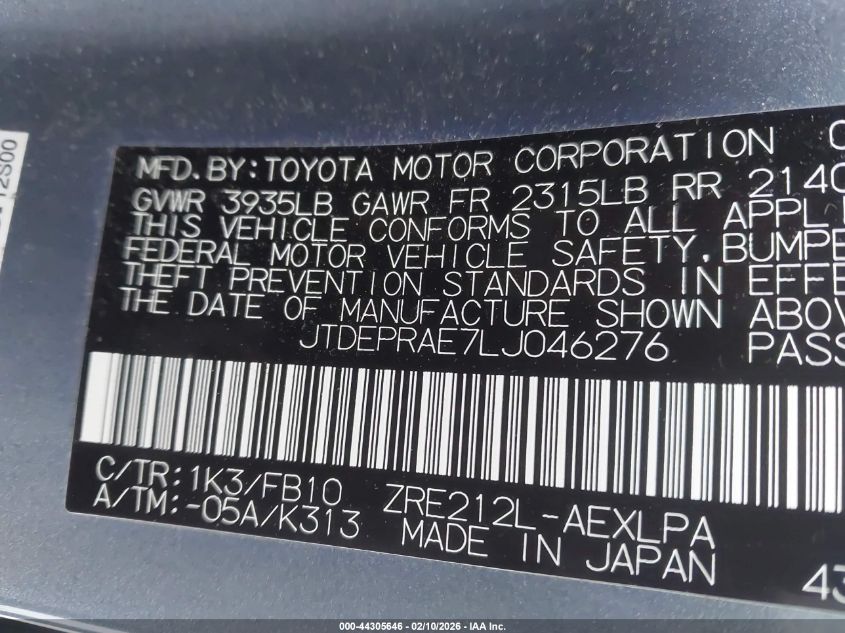 12S00
MFD.BY:TOYOTA MOTOR CORPORATION
GVWR 3935LB GAWR FR 2315LB RR 2140
THIS VEHICLE CONFORMS TO ALL APPL
FEDERAL MOTOR VEHICLE SAFETY,BUMPE
THEFT PREVENTION STANDARDS IN EFFE
THE DATE OF MANUFACTURE SHOWN ABOV
JTDEPRAE7LJ046276 PASS
C/TR:1K3/FB10 ZRE212L-AEXLPA
A/TM:-05A/K313 MADE IN JAPAN 43
000-44305646 - 02/10/2026 - IAA Inc.